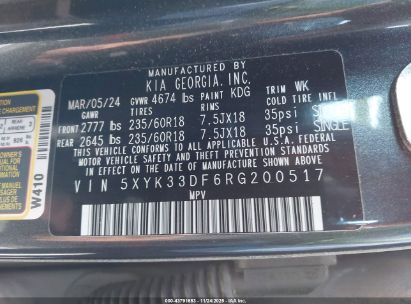 MANUFACTURED BY
KIA GEORGIA, INC.
MAR/05/24 GVWR 4674 lbs PAINT KDG TRIM WK
GAWR TIRE RIMS COLD TIRE INFL
FRONT 2777 lbs 235/60R18 7.5JX18 35psi
REAR 2645 lbs 235/60R18 7.5JX18 35psi SINGLE
THIS VEHICLE CONFORMS TO ALL APPLICABLE U.S. FEDERAL
MOTOR VEHICLE SAFETY AND THEFT PREVENTION STANDARDS IN
EFFECT ON THE DATE OF MANUFACTURE SHOWN ABOVE.
VIN 5XYK33DF6RG200517
MPV
W410